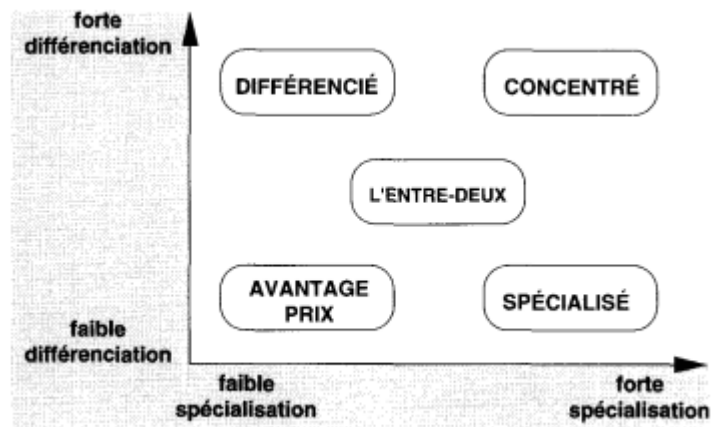 forte
différenciation
DIFFÉRENCIÉ
CONCENTRÉ
L'ENTRE-DEUX
AVANTAGE
PRIX
SPÉCIALISÉ
faible
différenciation
faible
spécialisation
forte
spécialisation